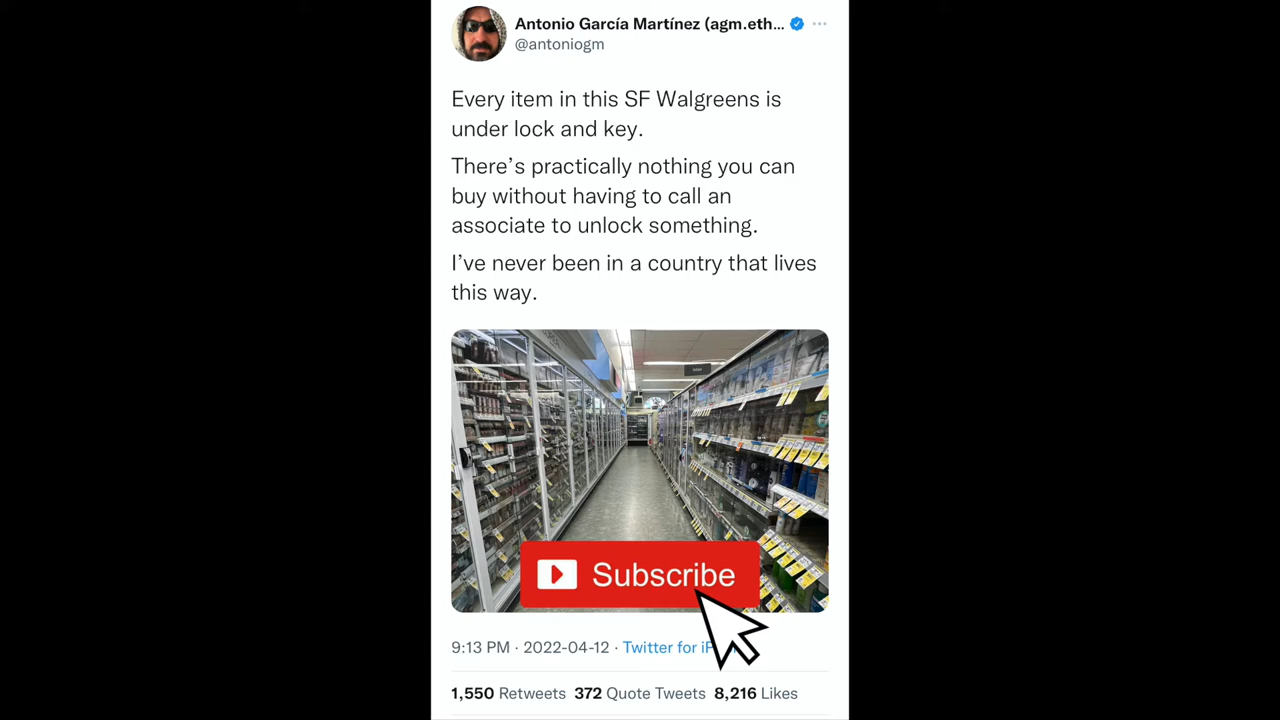 Antonio García Martínez (agm.eth...
@antoniogm
Every item in this SF Walgreens is
under lock and key.
There’s practically nothing you can
buy without having to call an
associate to unlock something.
I’ve never been in a country that lives
this way.
Subscribe
9:13 PM · 2022-04-12 · Twitter for
1,550 Retweets 372 Quote Tweets 8,216 Likes